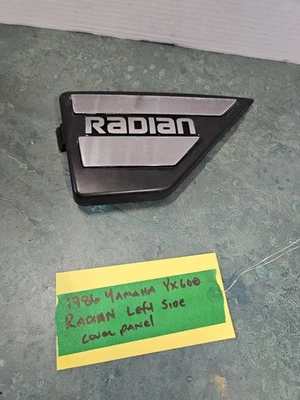 RADIAN
1986 YAMAHA YX600
RADIAN Left Side
cover panel